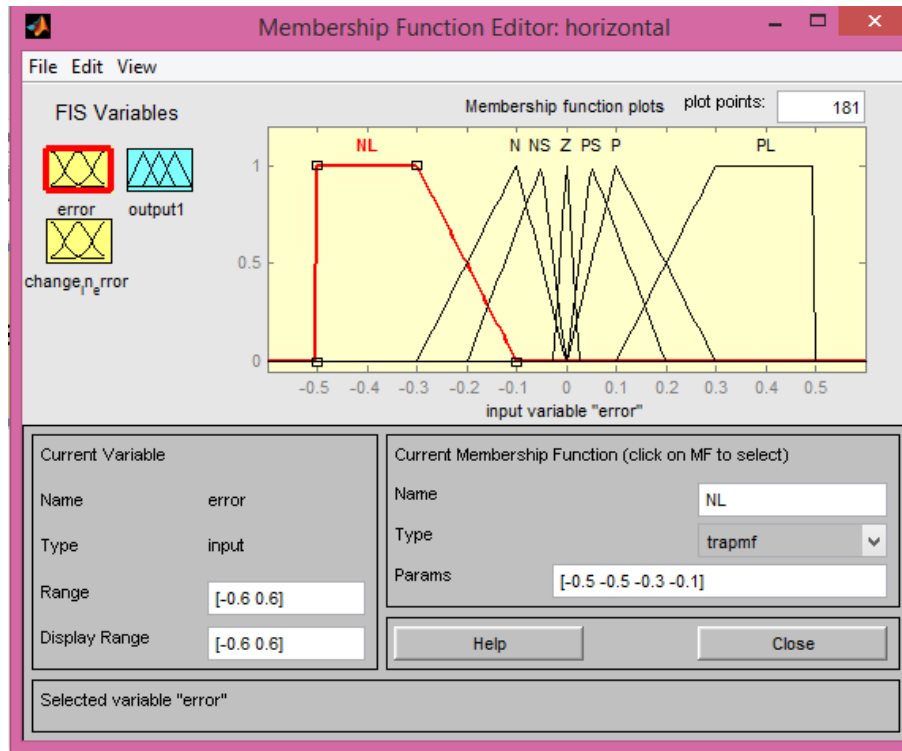 Membership Function Editor: horizontal
File Edit View
FIS Variables
Membership function plots
plot points:
181
error
output1
change_in_error
NL N NS Z PS P PL
1
0.5
0
-0.5 -0.4 -0.3 -0.2 -0.1 0 0.1 0.2 0.3 0.4 0.5
input variable "error"
Current Variable
Name error
Type input
Range [-0.6 0.6]
Display Range [-0.6 0.6]
Current Membership Function (click on MF to select)
Name NL
Type trapmf
Params [-0.5 -0.5 -0.3 -0.1]
Help
Close
Selected variable "error"